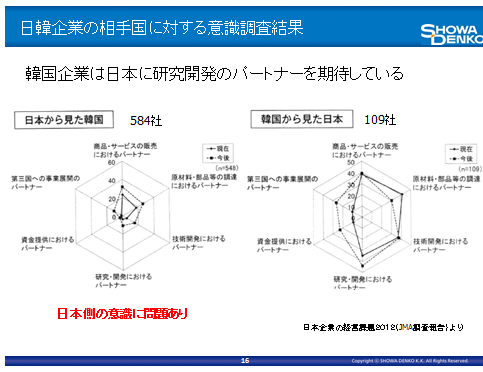 日韓企業の相手国に対する意識調査結果
SHOWA
DENKO
韓国企業は日本に研究開発のパートナーを期待している
日本から見た韓国
584社
韓国から見た日本
109社
商品・サービスの販売
におけるパートナー
60
40
20
0
現在
今後
(n=548)
第三国への事業展開の
パートナー
原材料・部品等の調達
におけるパートナー
資金提供における
パートナー
技術開発における
パートナー
研究・開発における
パートナー
商品・サービスの販売
におけるパートナー
50
40
30
20
10
0
現在
今後
(n=109)
第三国への事業展開の
パートナー
原材料・部品等の調達
におけるパートナー
資金提供における
パートナー
技術開発における
パートナー
研究・開発における
パートナー
日本側の意識に問題あり
日本企業の経営課題2012(JMA調査報告)より
16
Copyright © SHOWA DENKO K.K. All Rights Reserved.